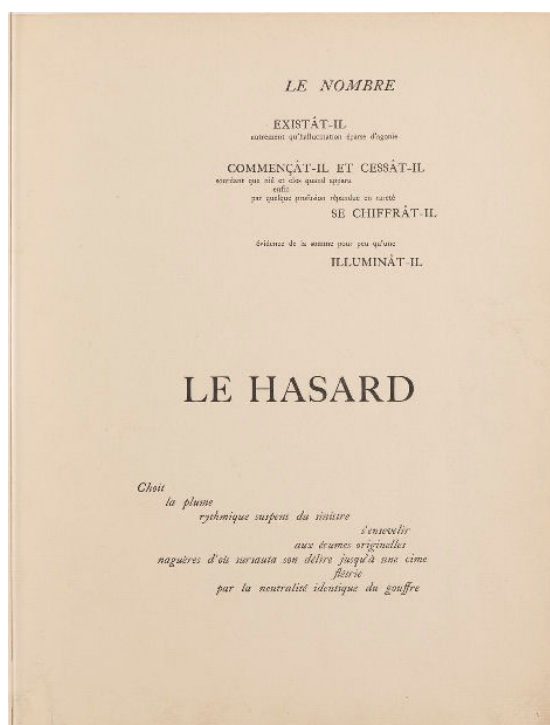 LE NOMBRE
EXISTÂT-IL
autrement qu'hallucination éparse d'agonie
COMMENÇÂT-IL ET CESSÂT-IL
sourdant que nié et clos quand apparu
enfin
par quelque profusion répandue en rareté
SE CHIFFRÂT-IL
évidence de la somme pour peu qu'une
ILLUMINÂT-IL
LE HASARD
Choit
la plume
rythmique suspens du sinistre
s'ensevelir
aux écumes originelles
naguères d'où sursauta son délire jusqu'à une cime
flétrie
par la neutralité identique du gouffre